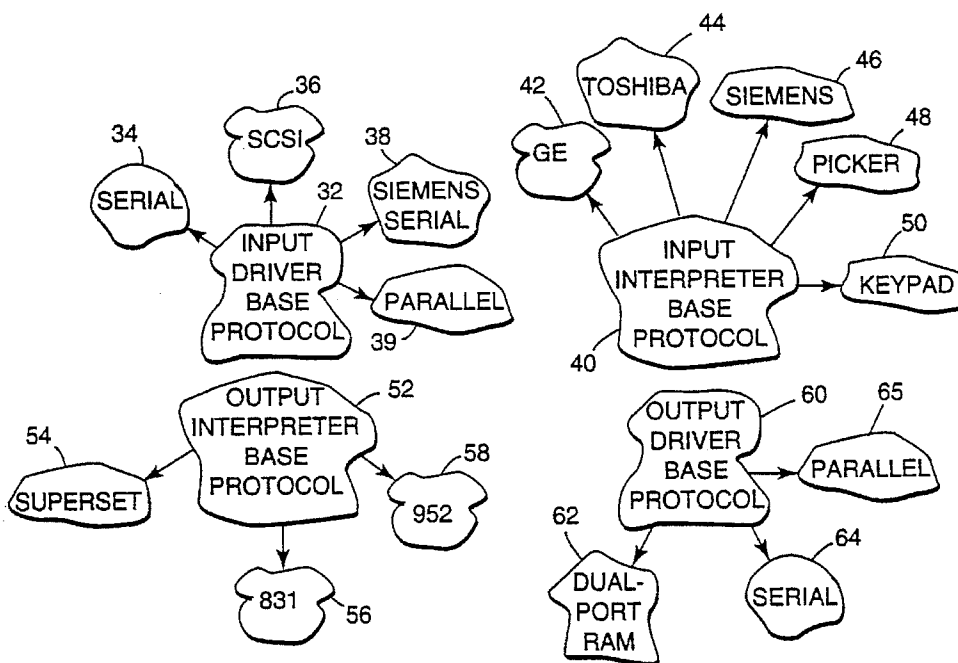 36
SCSI
34
SERIAL
32
38
SIEMENS
SERIAL
INPUT
DRIVER
BASE
PROTOCOL
PARALLEL
39
44
TOSHIBA
42
GE
46
SIEMENS
48
PICKER
50
KEYPAD
INPUT
INTERPRETER
BASE
PROTOCOL
40
52
OUTPUT
INTERPRETER
BASE
PROTOCOL
54
SUPERSET
58
952
831
56
60
OUTPUT
DRIVER
BASE
PROTOCOL
65
PARALLEL
62
DUAL-
PORT
RAM
64
SERIAL